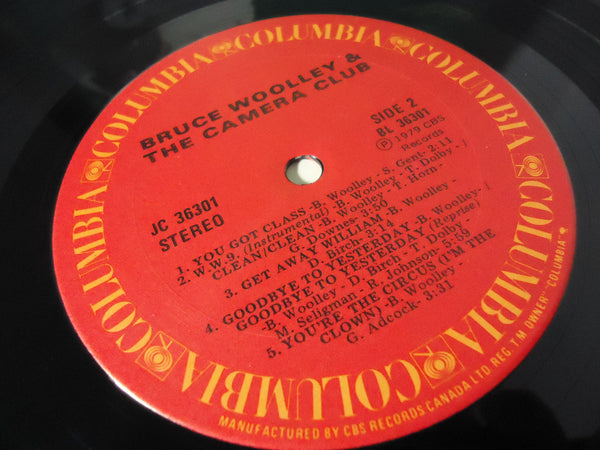 COLUMBIA COLUMBIA COLUMBIA COLUMBIA COLUMBIA COLUMBIA
BRUCE WOOLLEY &
THE CAMERA CLUB
SIDE 2
BL 36301
Ⓟ 1979 CBS
Records
JC 36301
STEREO
1. YOU GOT CLASS -B. Woolley - S. Gent- 2:11
2. W.W.9. (Instrumental) -B. Woolley - T. Dolby - /
CLEAN/CLEAN -B. Woolley - T. Horn -
G. Downes- 3:50
3. GET AWAY WILLIAM -B. Woolley -
D. Birch- 3:14
4. GOODBYE TO YESTERDAY -B. Woolley- /
GOODBYE TO YESTERDAY (Reprise)
-B. Woolley - D. Birch - T. Dolby -
M. Seligman - R. Johnson- 5:59
5. YOU'RE THE CIRCUS (I'M THE
CLOWN) -B. Woolley -
G. Adcock- 3:31
MANUFACTURED BY CBS RECORDS CANADA LTD. REG. T.M. OWNER "COLUMBIA"